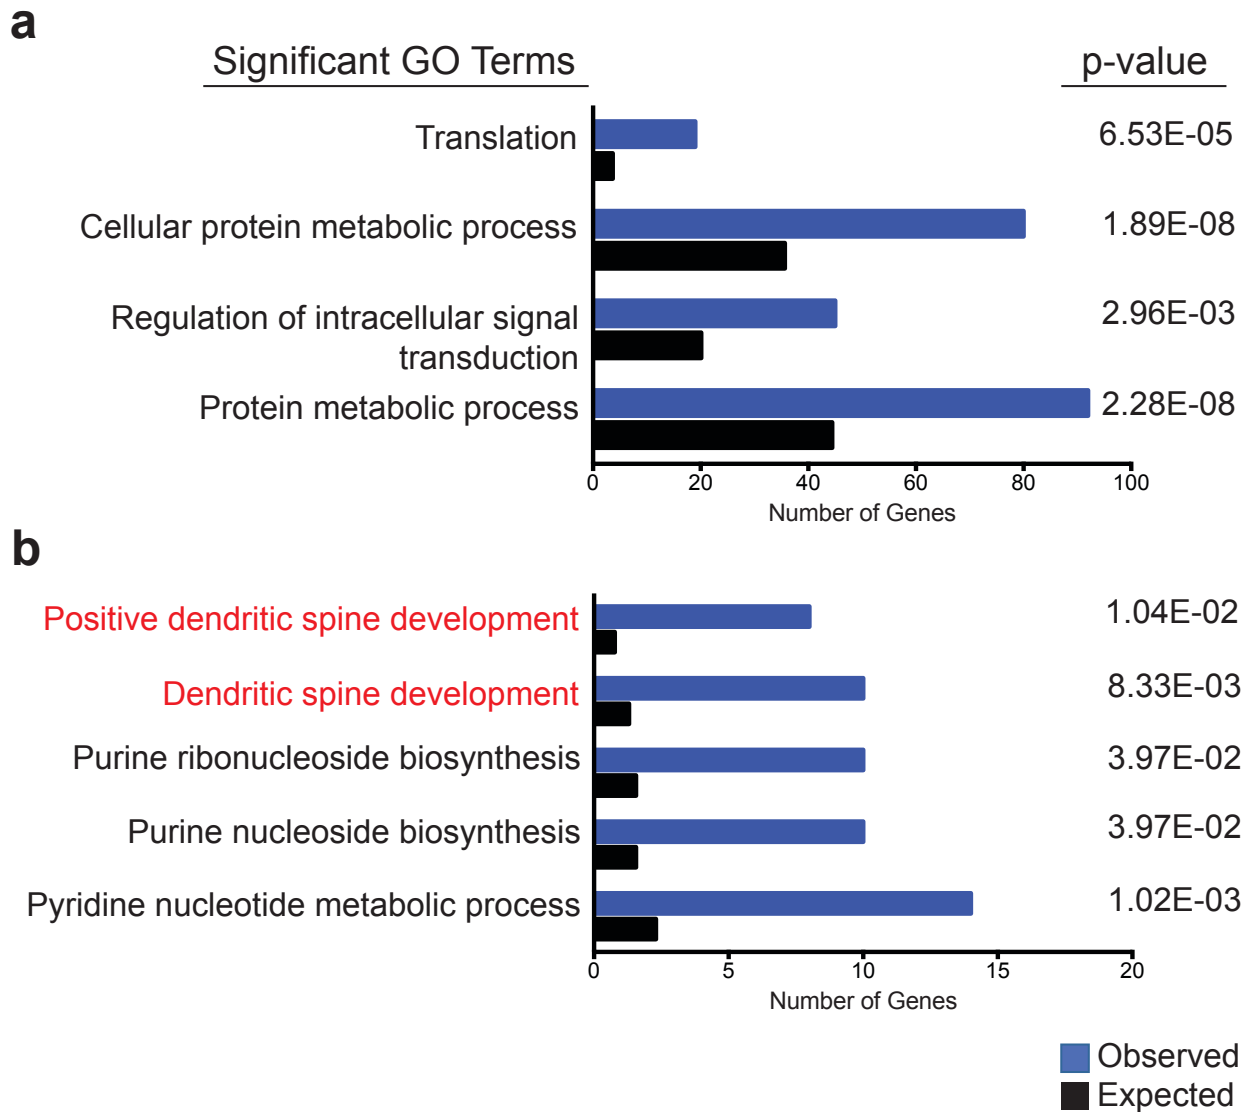 a
Significant GO Terms
p-value
Translation
6.53E-05
Cellular protein metabolic process
1.89E-08
Regulation of intracellular signal
transduction
2.96E-03
Protein metabolic process
2.28E-08
0 20 40 60 80 100
Number of Genes
b
Positive dendritic spine development
1.04E-02
Dendritic spine development
8.33E-03
Purine ribonucleoside biosynthesis
3.97E-02
Purine nucleoside biosynthesis
3.97E-02
Pyridine nucleotide metabolic process
1.02E-03
0 5 10 15 20
Number of Genes
Observed
Expected